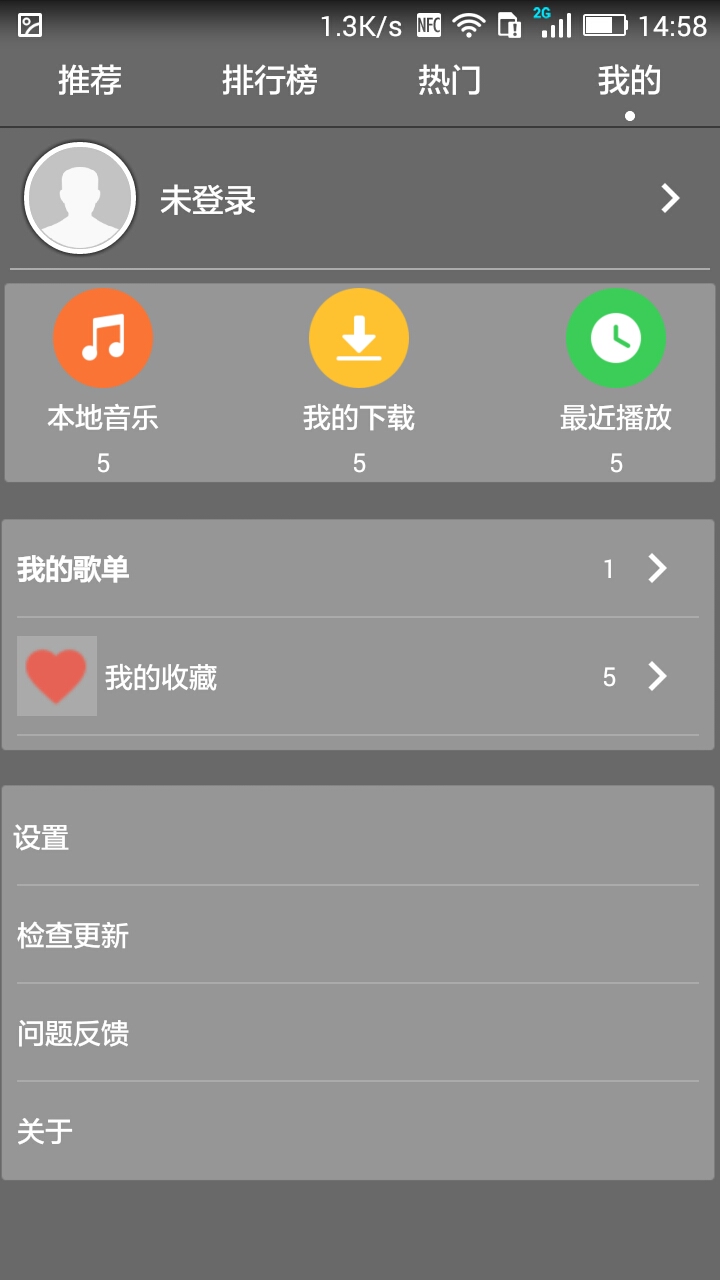 1.3K/s NFC 2G 14:58
推荐 排行榜 热门 我的
未登录
本地音乐 我的下载 最近播放
5 5 5
我的歌单 1
我的收藏 5
设置
检查更新
问题反馈
关于